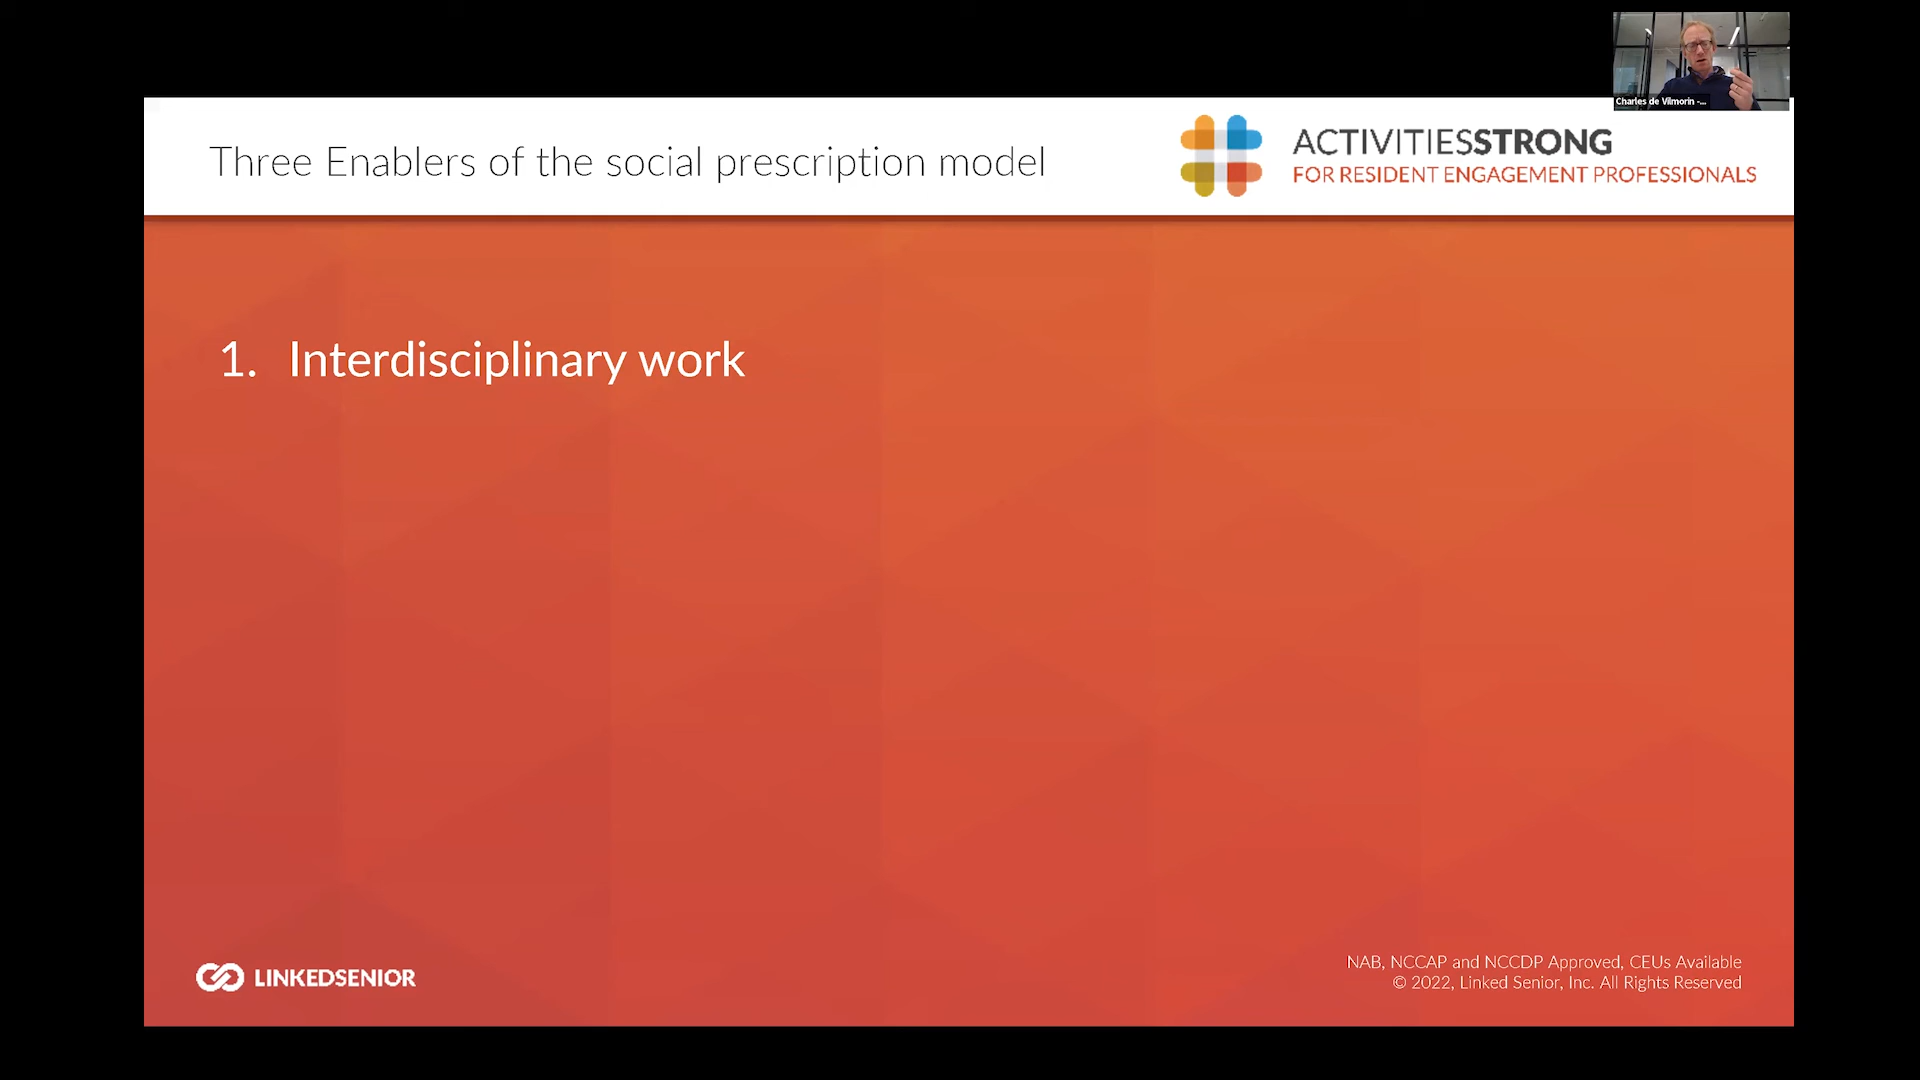 Charles de Vilmorin -...
Three Enablers of the social prescription model
ACTIVITIESSTRONG
FOR RESIDENT ENGAGEMENT PROFESSIONALS
1. Interdisciplinary work
LINKEDSENIOR
NAB, NCCAP and NCCDP Approved, CEUs Available
© 2022, Linked Senior, Inc. All Rights Reserved